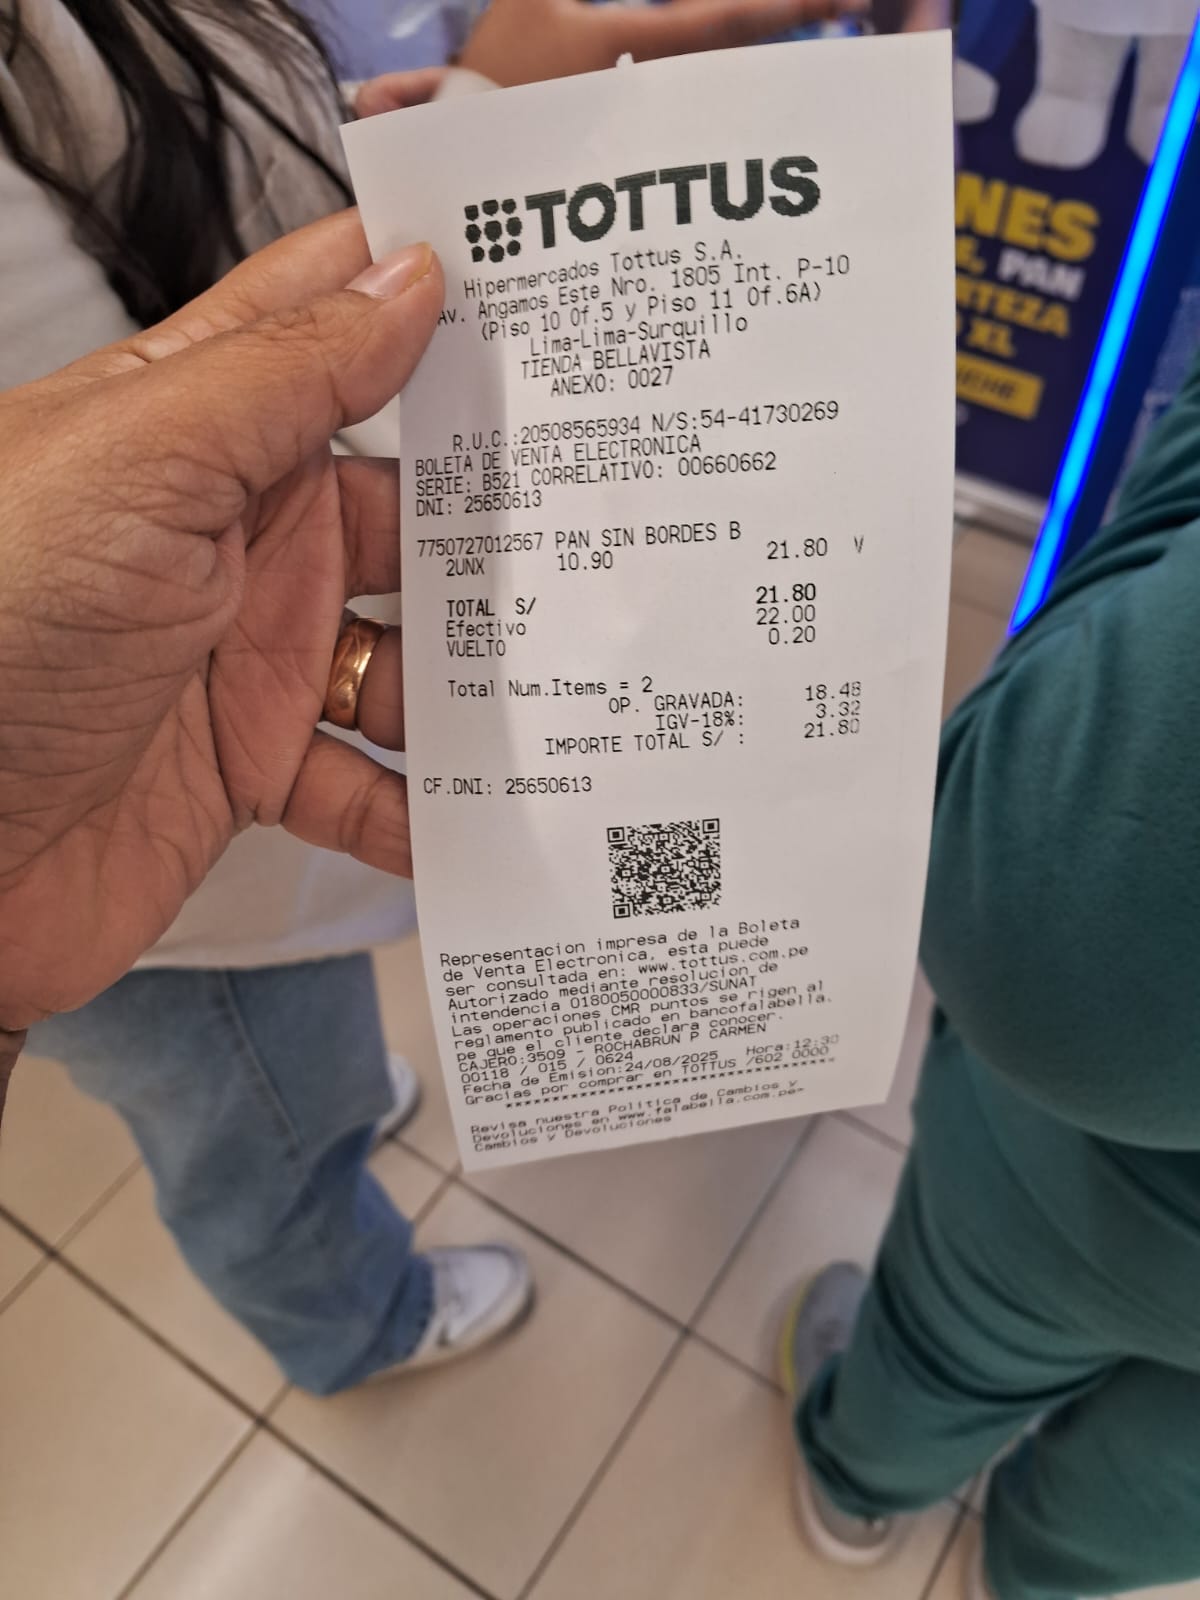 TOTTUS
Hipermercados Tottus S.A.
AV. Angamos Este Nro. 1805 Int. P-10
(Piso 10 Of.5 y Piso 11 Of.6A)
Lima-Lima-Surquillo
TIENDA BELLAVISTA
ANEXO: 0027
R.U.C.:20508565934 N/S:54-41730269
BOLETA DE VENTA ELECTRONICA
SERIE: B521 CORRELATIVO: 00660662
DNI: 25650613
7750727012567 PAN SIN BORDES B
2UNX 10.90 21.80 V
TOTAL S/ 21.80
Efectivo 22.00
VUELTO 0.20
Total Num.Items = 2
OP. GRAVADA: 18.48
IGV-18%: 3.32
IMPORTE TOTAL S/ : 21.80
CF.DNI: 25650613
Representacion impresa de la Boleta
de Venta Electronica, esta puede
ser consultada en: www.tottus.com.pe
Autorizado mediante resolucion de
intendencia 0180050000833/SUNAT
Las operaciones CMR puntos se rigen al
reglamento publicado en bancofalabella.
pe que el cliente declara conocer.
CAJERO:3509 - ROCHABRUN P CARMEN
00118 / 015 / 0624 Hora:12:30
Fecha de Emision:24/08/2025 /602 0000
Gracias por comprar en TOTTUS
************************************
Revisa nuestra Politica de Cambios y
Devoluciones en www.falabella.com.pe>
Cambios y Devoluciones
NES
PAN
RTEZA
XL